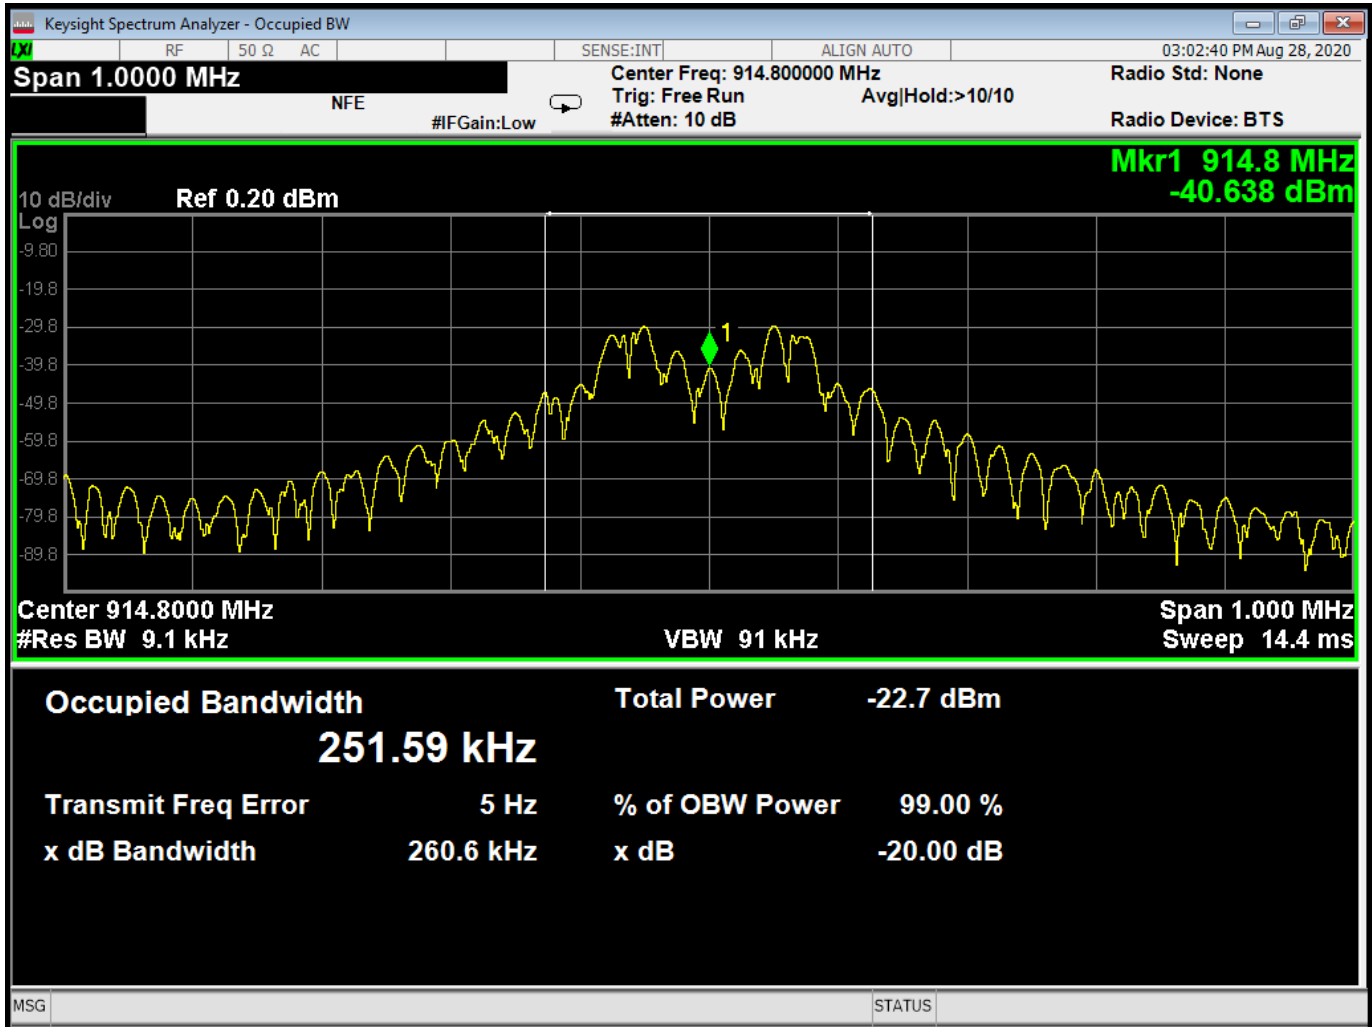 Keysight Spectrum Analyzer - Occupied BW
LXI RF 50 Ω AC SENSE:INT ALIGN AUTO 03:02:40 PM Aug 28, 2020
Span 1.0000 MHz Center Freq: 914.800000 MHz Radio Std: None
NFE Trig: Free Run Avg|Hold:>10/10
#IFGain:Low #Atten: 10 dB Radio Device: BTS
Mkr1 914.8 MHz
10 dB/div Ref 0.20 dBm -40.638 dBm
Log
-9.80
-19.8
-29.8
1
-39.8
-49.8
-59.8
-69.8
-79.8
-89.8
Center 914.8000 MHz Span 1.000 MHz
#Res BW 9.1 kHz VBW 91 kHz Sweep 14.4 ms
Occupied Bandwidth Total Power -22.7 dBm
251.59 kHz
Transmit Freq Error 5 Hz % of OBW Power 99.00 %
x dB Bandwidth 260.6 kHz x dB -20.00 dB
MSG STATUS